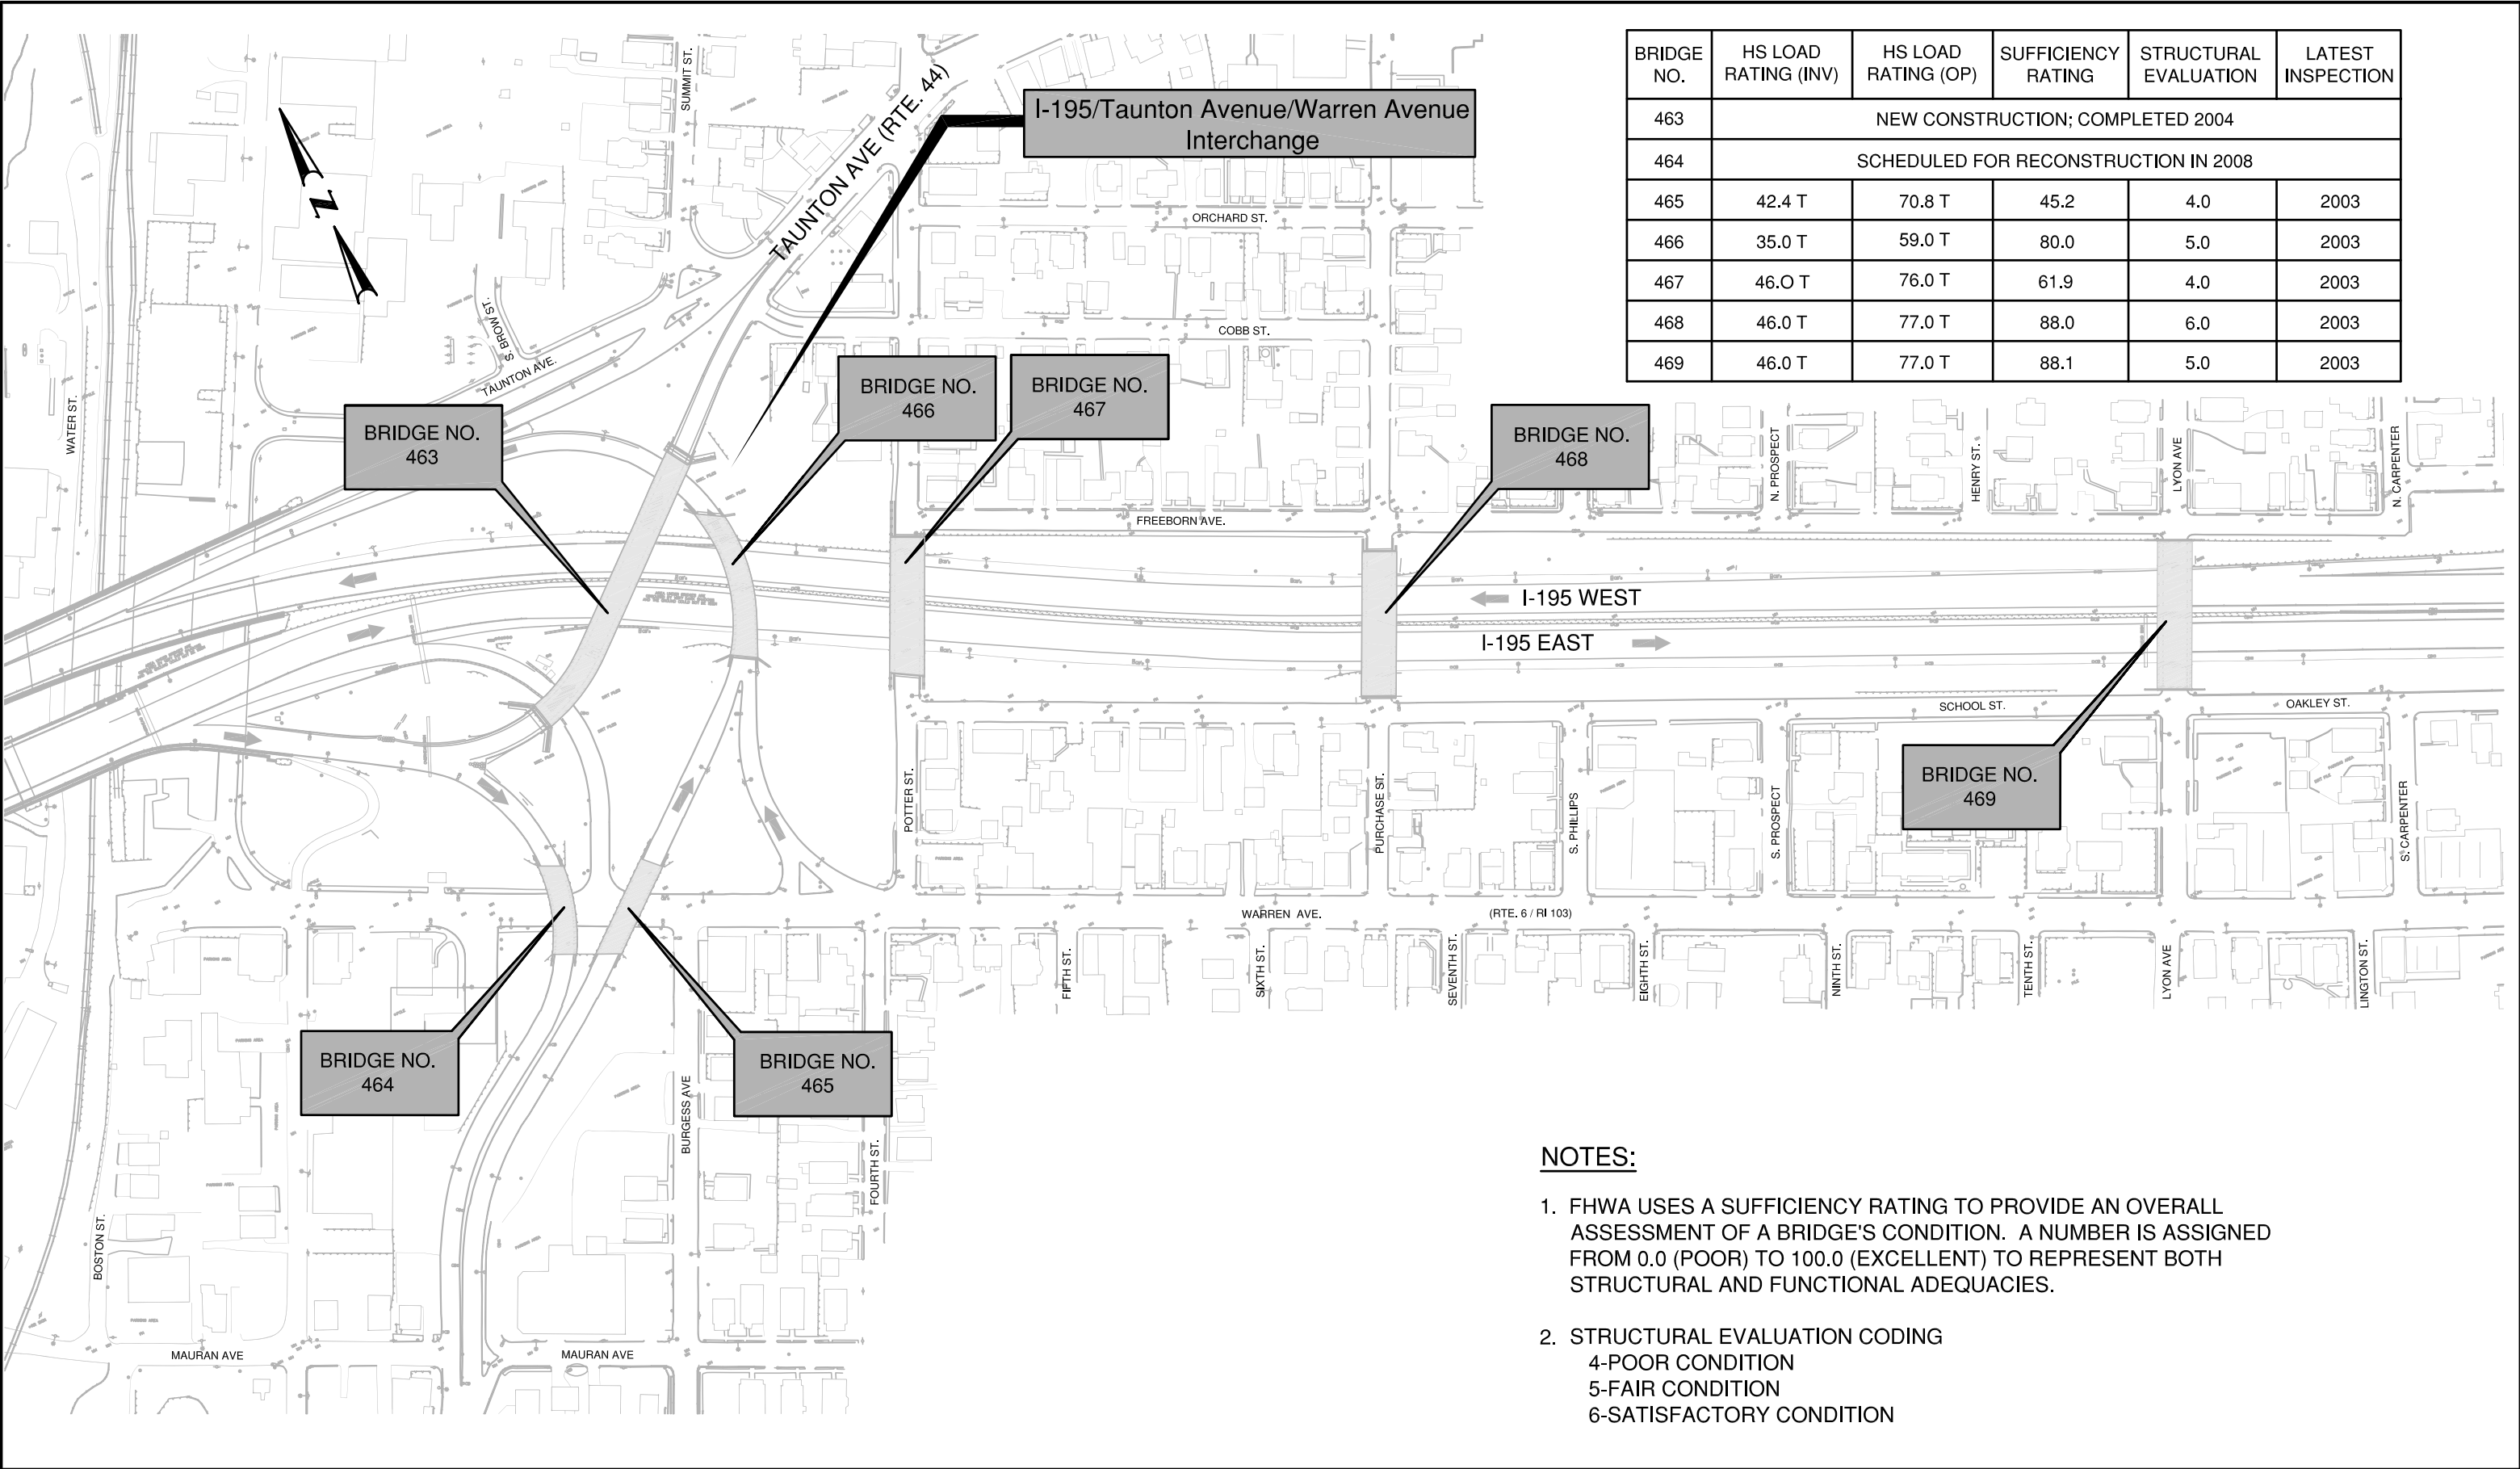 BRIDGE NO. HS LOAD RATING (INV) HS LOAD RATING (OP) SUFFICIENCY RATING STRUCTURAL EVALUATION LATEST INSPECTION
463 NEW CONSTRUCTION; COMPLETED 2004
464 SCHEDULED FOR RECONSTRUCTION IN 2008
465 42.4 T 70.8 T 45.2 4.0 2003
466 35.0 T 59.0 T 80.0 5.0 2003
467 46.O T 76.0 T 61.9 4.0 2003
468 46.0 T 77.0 T 88.0 6.0 2003
469 46.0 T 77.0 T 88.1 5.0 2003
I-195/Taunton Avenue/Warren Avenue
Interchange
SUMMIT ST.
TAUNTON AVE (RTE. 44)
N
ORCHARD ST.
COBB ST.
S. BROW ST.
TAUNTON AVE.
WATER ST.
BRIDGE NO.
463
BRIDGE NO.
466
BRIDGE NO.
467
BRIDGE NO.
468
N. PROSPECT
HENRY ST.
LYON AVE
N. CARPENTER
FREEBORN AVE.
I-195 WEST
I-195 EAST
SCHOOL ST.
OAKLEY ST.
BRIDGE NO.
469
POTTER ST.
PURCHASE ST.
S. PHILLIPS
S. PROSPECT
S. CARPENTER
WARREN AVE.
(RTE. 6 / RI 103)
FIFTH ST.
SIXTH ST.
SEVENTH ST.
EIGHTH ST.
NINTH ST.
TENTH ST.
LYON AVE
LINGTON ST.
BRIDGE NO.
464
BRIDGE NO.
465
BURGESS AVE
FOURTH ST.
BOSTON ST.
MAURAN AVE
MAURAN AVE
NOTES:
1. FHWA USES A SUFFICIENCY RATING TO PROVIDE AN OVERALL
ASSESSMENT OF A BRIDGE'S CONDITION. A NUMBER IS ASSIGNED
FROM 0.0 (POOR) TO 100.0 (EXCELLENT) TO REPRESENT BOTH
STRUCTURAL AND FUNCTIONAL ADEQUACIES.
2. STRUCTURAL EVALUATION CODING
4-POOR CONDITION
5-FAIR CONDITION
6-SATISFACTORY CONDITION